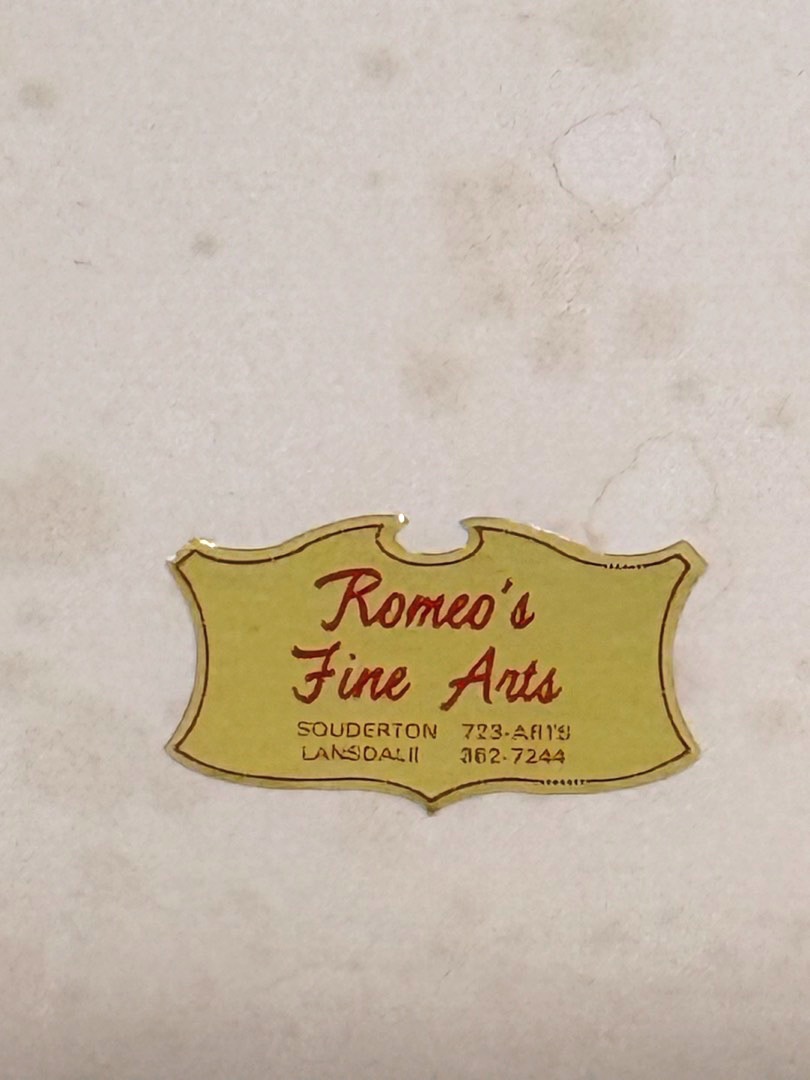 Romeo's
Fine Arts
SOUDERTON 723-ARTS
LANSDALE 362-7244